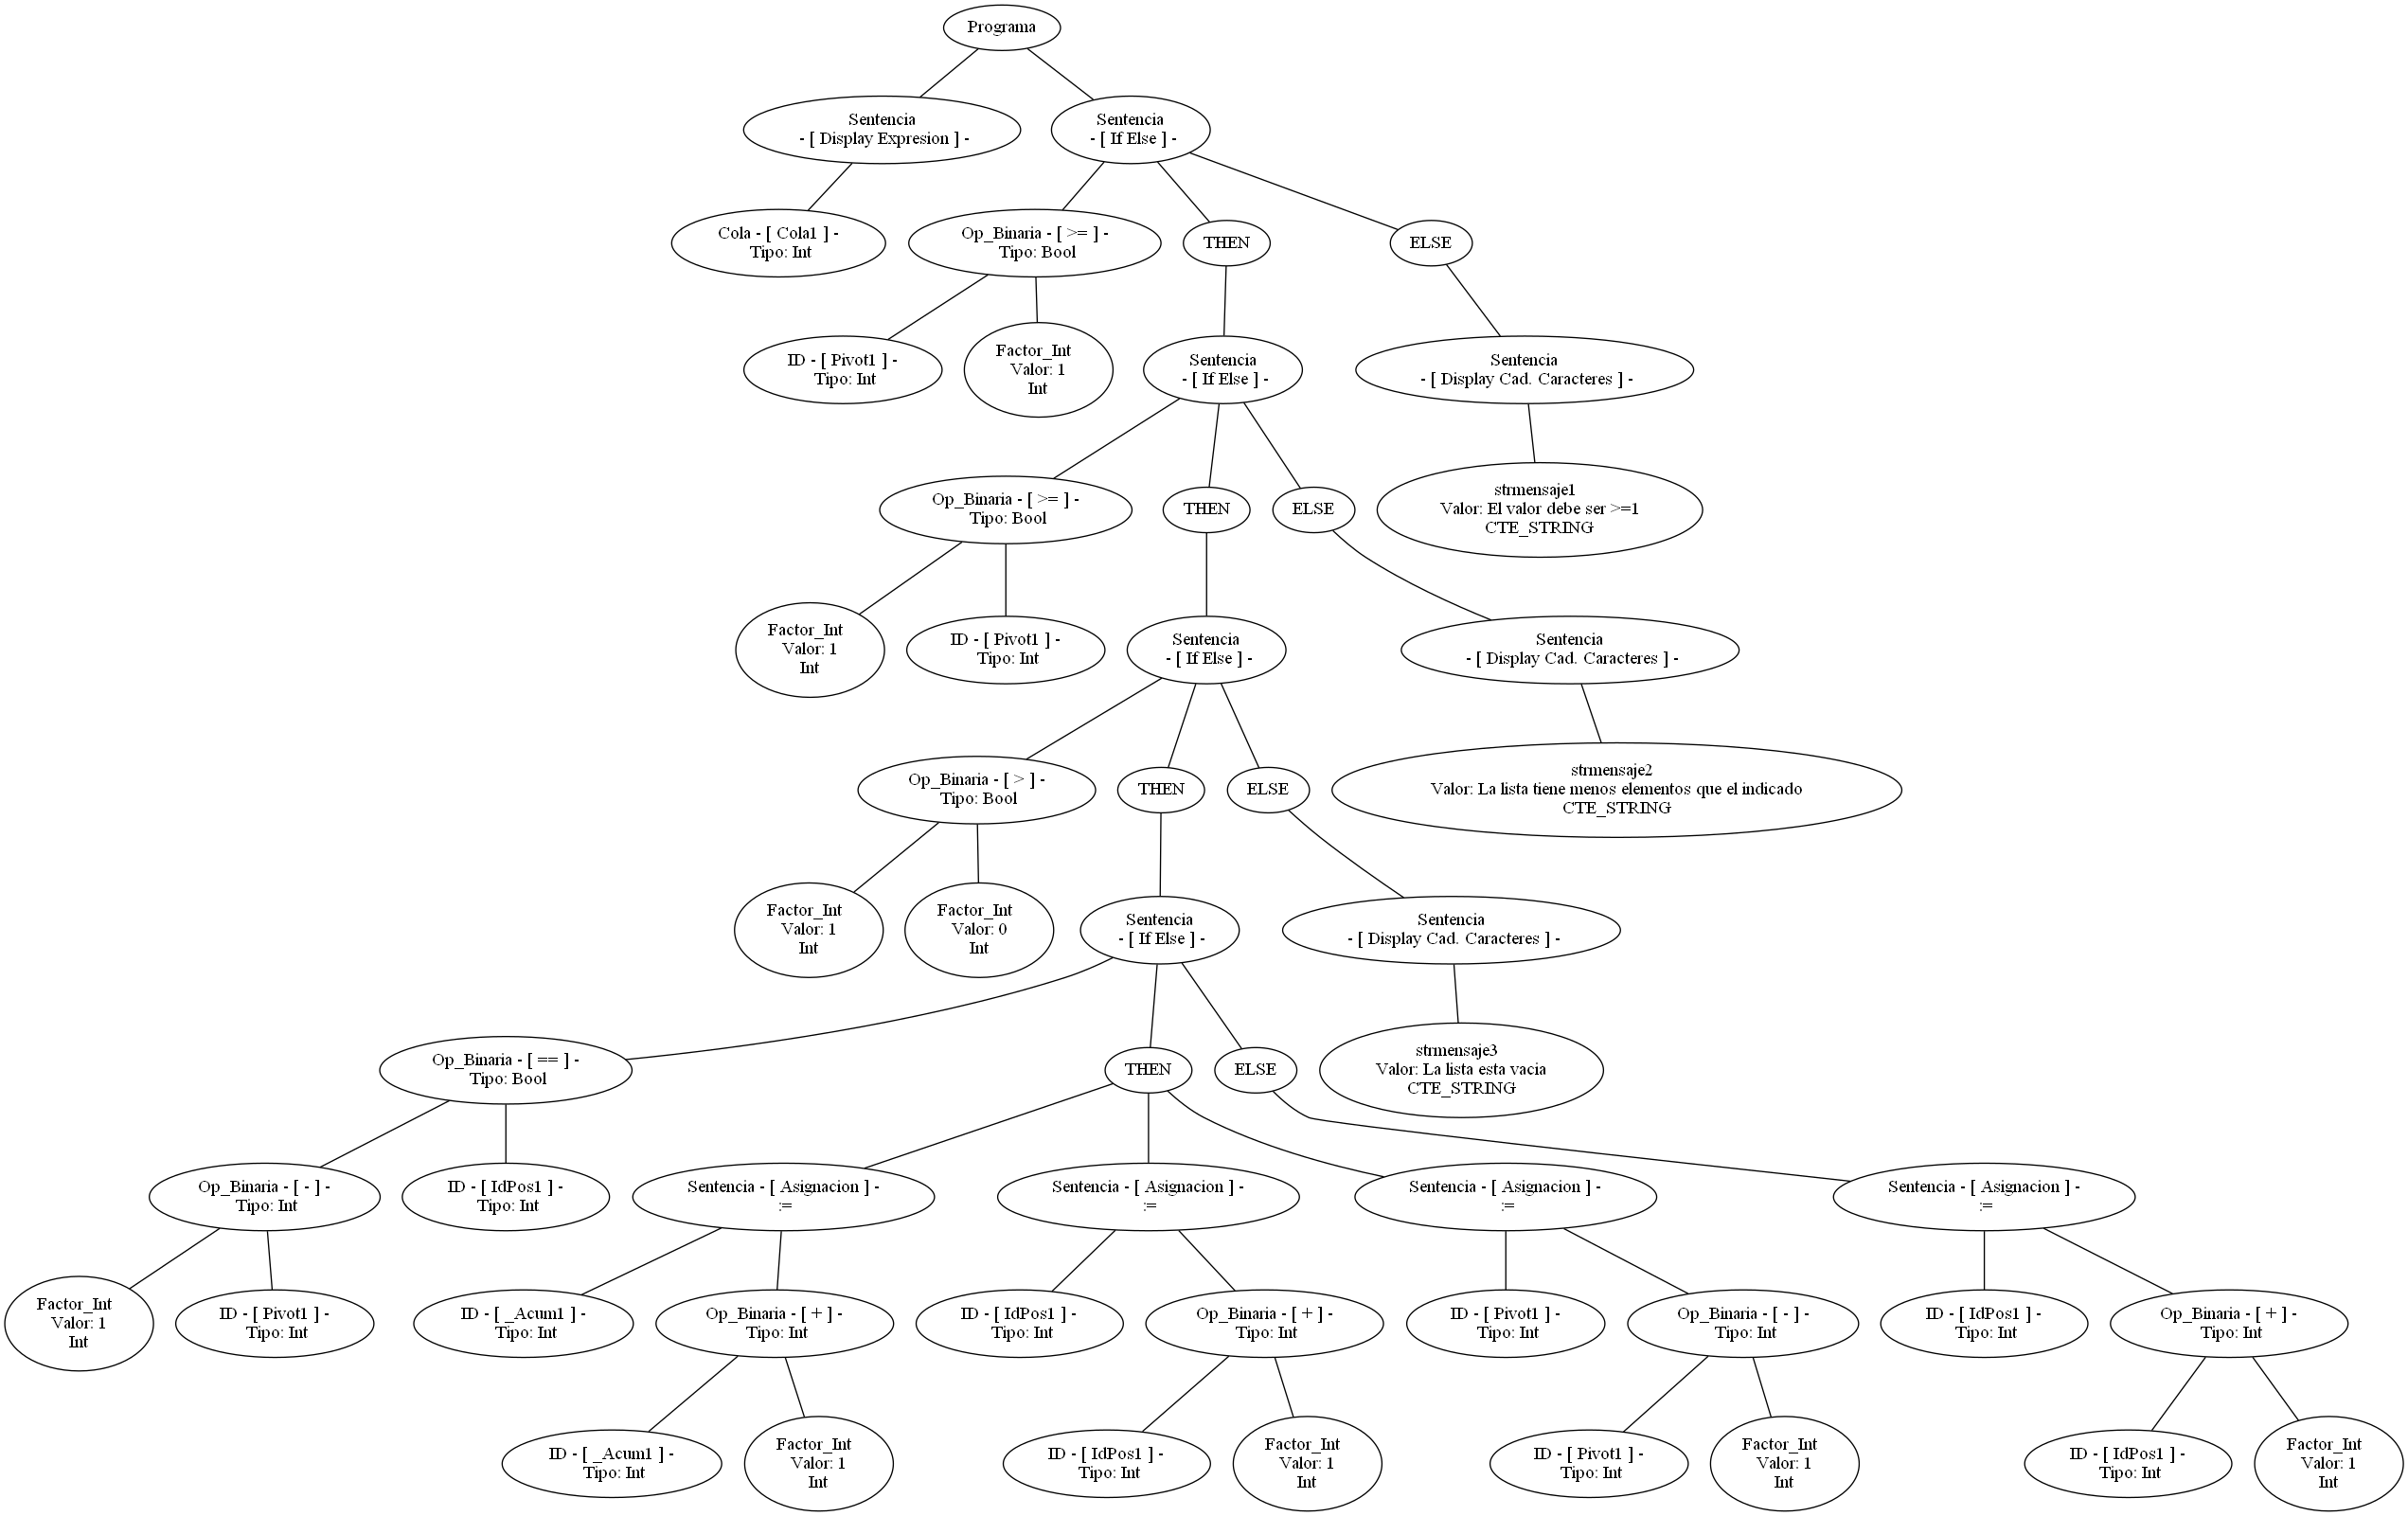 Programa
Sentencia
- [ Display Expresion ] -
Sentencia
- [ If Else ] -
Cola - [ Cola1 ] -
Tipo: Int
Op_Binaria - [ >= ] -
Tipo: Bool
THEN
ELSE
ID - [ Pivot1 ] -
Tipo: Int
Factor_Int
Valor: 1
Int
Sentencia
- [ If Else ] -
Sentencia
- [ Display Cad. Caracteres ] -
Op_Binaria - [ >= ] -
Tipo: Bool
THEN
ELSE
strmensaje1
Valor: El valor debe ser >=1
CTE_STRING
Factor_Int
Valor: 1
Int
ID - [ Pivot1 ] -
Tipo: Int
Sentencia
- [ If Else ] -
Sentencia
- [ Display Cad. Caracteres ] -
Op_Binaria - [ > ] -
Tipo: Bool
THEN
ELSE
strmensaje2
Valor: La lista tiene menos elementos que el indicado
CTE_STRING
Factor_Int
Valor: 1
Int
Factor_Int
Valor: 0
Int
Sentencia
- [ If Else ] -
Sentencia
- [ Display Cad. Caracteres ] -
Op_Binaria - [ == ] -
Tipo: Bool
THEN
ELSE
strmensaje3
Valor: La lista esta vacia
CTE_STRING
Op_Binaria - [ - ] -
Tipo: Int
ID - [ IdPos1 ] -
Tipo: Int
Sentencia - [ Asignacion ] -
:=
Sentencia - [ Asignacion ] -
:=
Sentencia - [ Asignacion ] -
:=
Sentencia - [ Asignacion ] -
:=
Factor_Int
Valor: 1
Int
ID - [ Pivot1 ] -
Tipo: Int
ID - [ _Acum1 ] -
Tipo: Int
Op_Binaria - [ + ] -
Tipo: Int
ID - [ IdPos1 ] -
Tipo: Int
Op_Binaria - [ + ] -
Tipo: Int
ID - [ Pivot1 ] -
Tipo: Int
Op_Binaria - [ - ] -
Tipo: Int
ID - [ IdPos1 ] -
Tipo: Int
Op_Binaria - [ + ] -
Tipo: Int
ID - [ _Acum1 ] -
Tipo: Int
Factor_Int
Valor: 1
Int
ID - [ IdPos1 ] -
Tipo: Int
Factor_Int
Valor: 1
Int
ID - [ Pivot1 ] -
Tipo: Int
Factor_Int
Valor: 1
Int
ID - [ IdPos1 ] -
Tipo: Int
Factor_Int
Valor: 1
Int